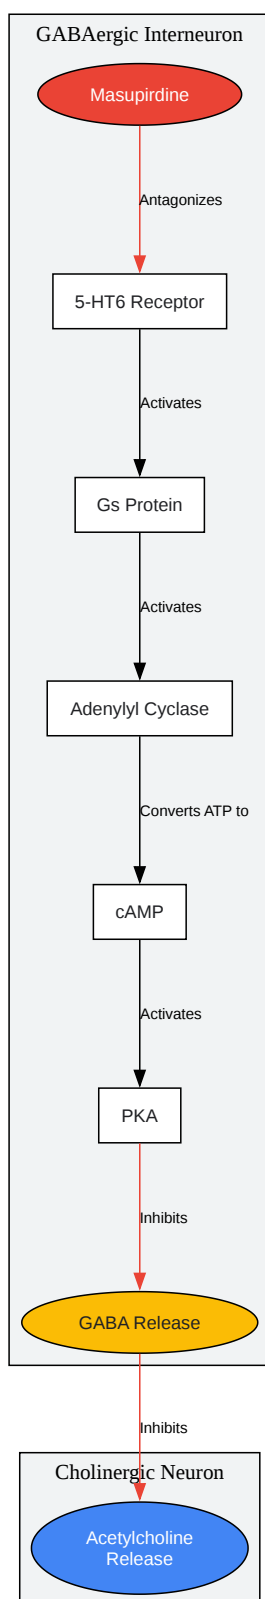 GABAergic Interneuron
Masupirdine
Antagonizes
5-HT6 Receptor
Activates
Gs Protein
Activates
Adenylyl Cyclase
Converts ATP to
cAMP
Activates
PKA
Inhibits
GABA Release
Inhibits
Cholinergic Neuron
Acetylcholine
Release